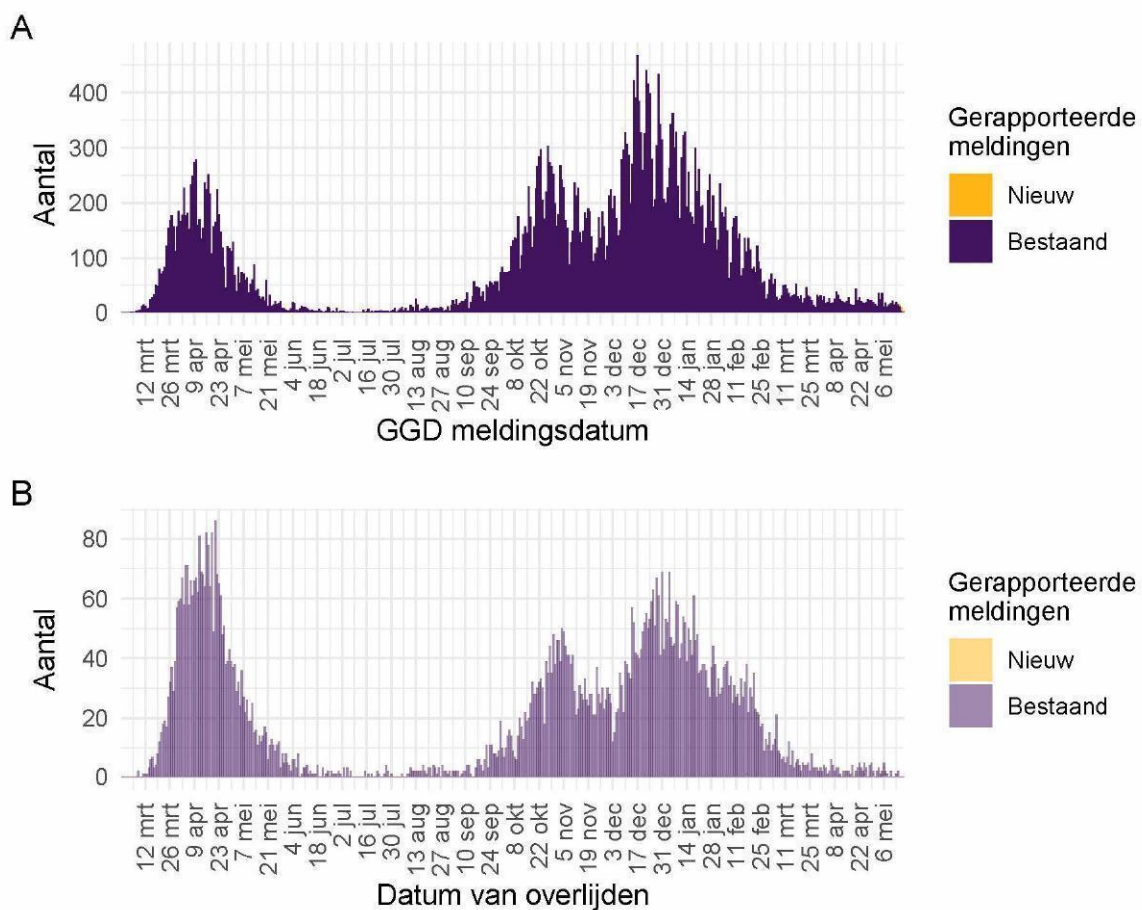 A
Aantal
400
300
200
100
0
12 mrt
26 mrt
9 apr
23 apr
7 mei
21 mei
4 jun
18 jun
2 jul
16 jul
30 jul
13 aug
27 aug
10 sep
24 sep
8 okt
22 okt
5 nov
19 nov
3 dec
17 dec
31 dec
14 jan
28 jan
11 feb
25 feb
11 mrt
25 mrt
8 apr
22 apr
6 mei
GGD meldingsdatum
Gerapporteerde
meldingen
Nieuw
Bestaand
B
Aantal
80
60
40
20
0
12 mrt
26 mrt
9 apr
23 apr
7 mei
21 mei
4 jun
18 jun
2 jul
16 jul
30 jul
13 aug
27 aug
10 sep
24 sep
8 okt
22 okt
5 nov
19 nov
3 dec
17 dec
31 dec
14 jan
28 jan
11 feb
25 feb
11 mrt
25 mrt
8 apr
22 apr
6 mei
Datum van overlijden
Gerapporteerde
meldingen
Nieuw
Bestaand